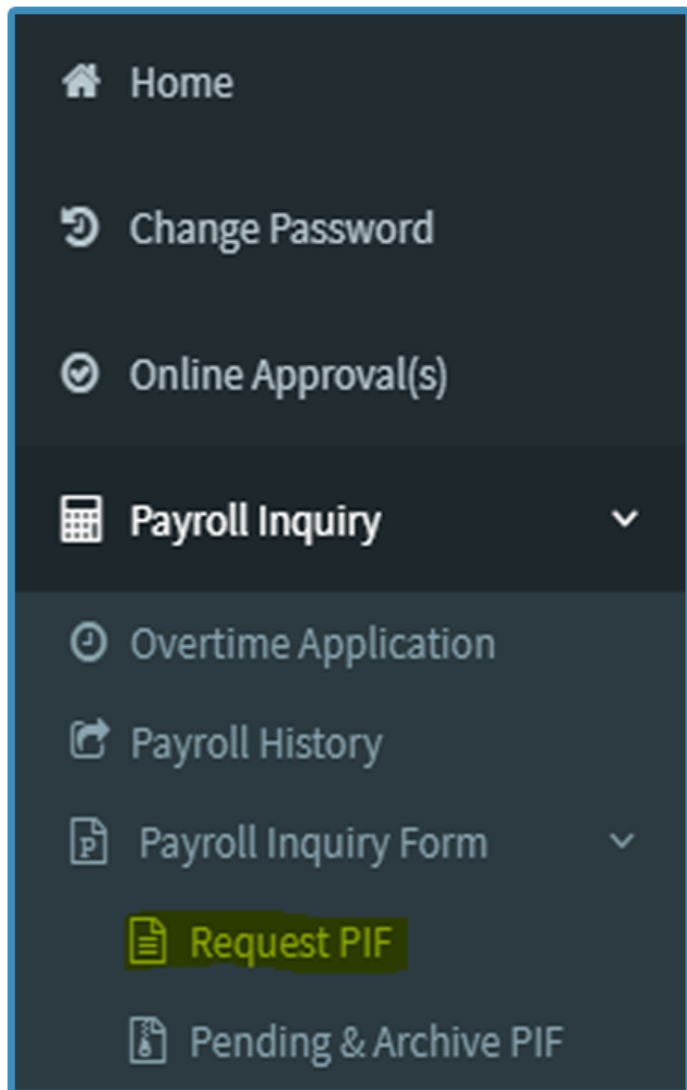 Home
Change Password
Online Approval(s)
Payroll Inquiry
Overtime Application
Payroll History
Payroll Inquiry Form
Request PIF
Pending & Archive PIF